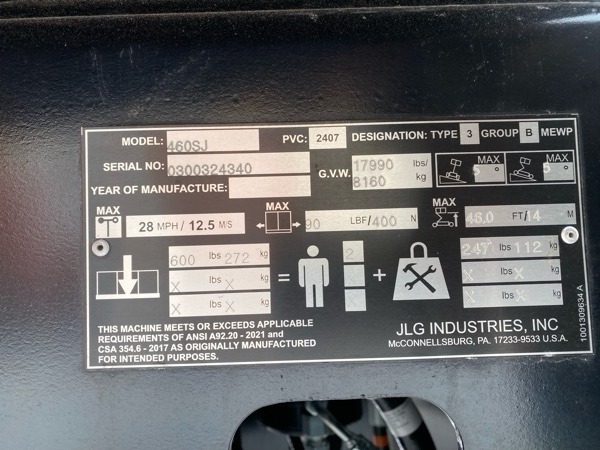 MODEL: 460SJ PVC: 2407 DESIGNATION: TYPE 3 GROUP B MEWP
SERIAL NO: 0300324340 G.V.W. 17990 lbs/ 8160 kg MAX 5 ° MAX 5 °
YEAR OF MANUFACTURE:
MAX 28 MPH / 12.5 M/S MAX 90 LBF/400 N MAX 46.0 FT/14 M
600 lbs 272 kg = 2 + 247 lbs 112 kg
X lbs X kg X X lbs X kg
X lbs X kg X X lbs X kg
THIS MACHINE MEETS OR EXCEEDS APPLICABLE
REQUIREMENTS OF ANSI A92.20 - 2021 and
CSA 354.6 - 2017 AS ORIGINALLY MANUFACTURED
FOR INTENDED PURPOSES.
JLG INDUSTRIES, INC
McCONNELLSBURG, PA. 17233-9533 U.S.A.
1001309634 A